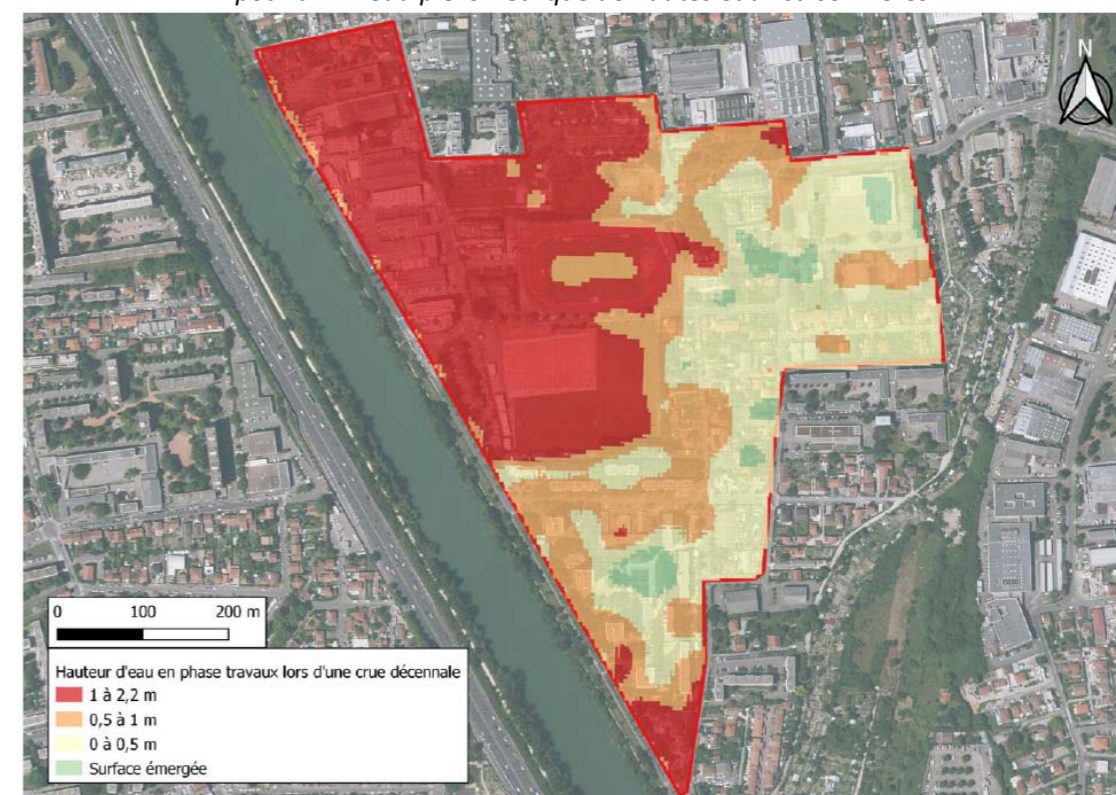 N
0 100 200 m
Hauteur d'eau en phase travaux lors d'une crue décennale
1 à 2,2 m
0,5 à 1 m
0 à 0,5 m
Surface émergée